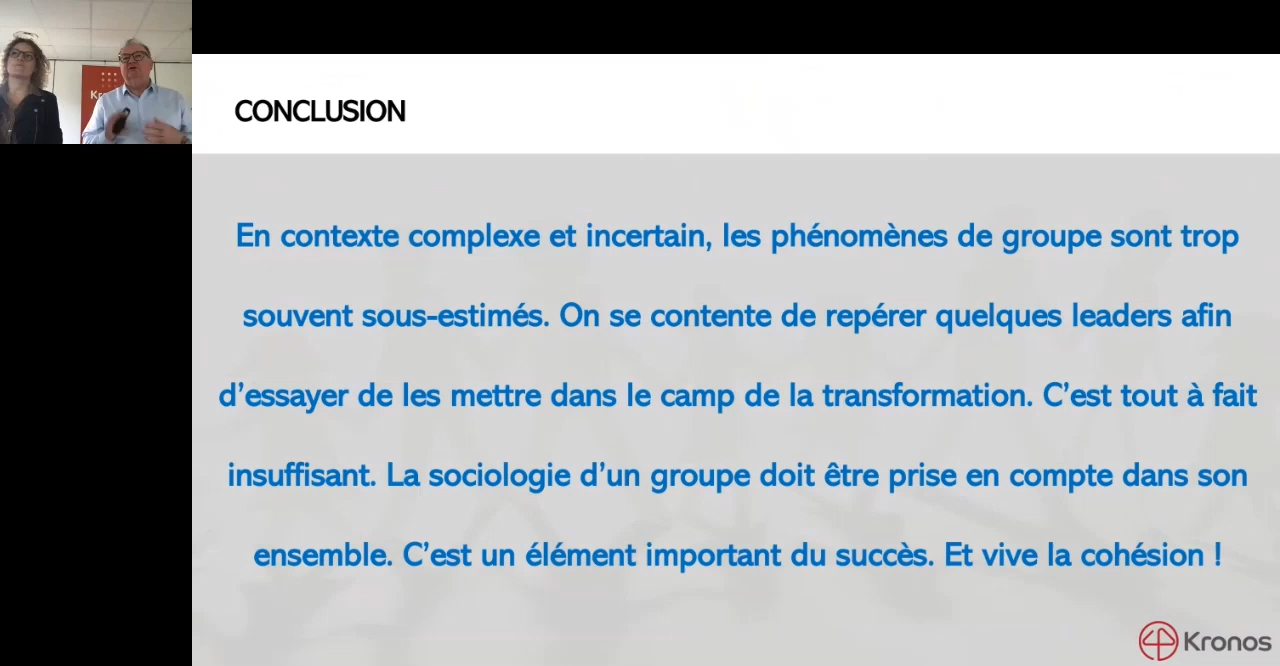 Kr
CONCLUSION
En contexte complexe et incertain, les phénomènes de groupe sont trop
souvent sous-estimés. On se contente de repérer quelques leaders afin
d’essayer de les mettre dans le camp de la transformation. C’est tout à fait
insuffisant. La sociologie d’un groupe doit être prise en compte dans son
ensemble. C’est un élément important du succès. Et vive la cohésion !
Kronos